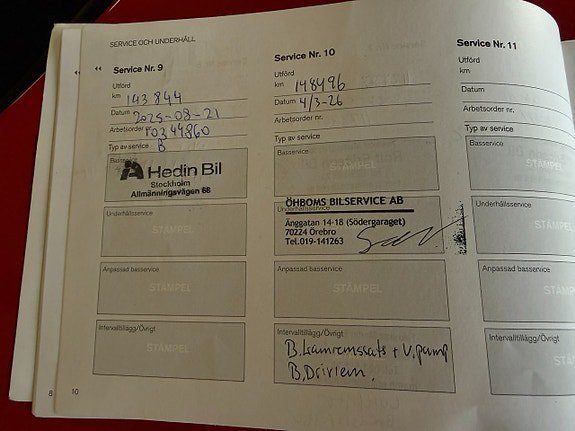 SERVICE OCH UNDERHÅLL
Service Nr. 9
Utförd
km 143 844
Datum 2025-08-21
Arbetsorder nr.
Typ av service B
Hedin Bil
Stockholm
Allmänningsvägen 68
Underhållsservice
STÄMPEL
Anpassad basservice
STÄMPEL
Intervalltillägg/Övrigt
STÄMPEL
8 10
Service Nr. 10
Utförd
km 148496
Datum 4/3-26
Arbetsorder nr.
Typ av service
Basservice
STÄMPEL
ÖHBOMS BILSERVICE AB
Underhållsservice
Änggatan 14-18 (Södergaraget)
70224 Örebro
Tel.019-141263
Anpassad basservice
STÄMPEL
Intervalltillägg/Övrigt
B. kamremssats + V.pump
B. Drivrem.
Service Nr. 11
Utförd
km
Datum
Arbetsorder nr.
Typ av service
Basservice
STÄMPEL
Underhållsservice
STÄMPEL
Anpassad basservice
STÄMPEL
Intervalltillägg/Övrigt
STÄMPEL